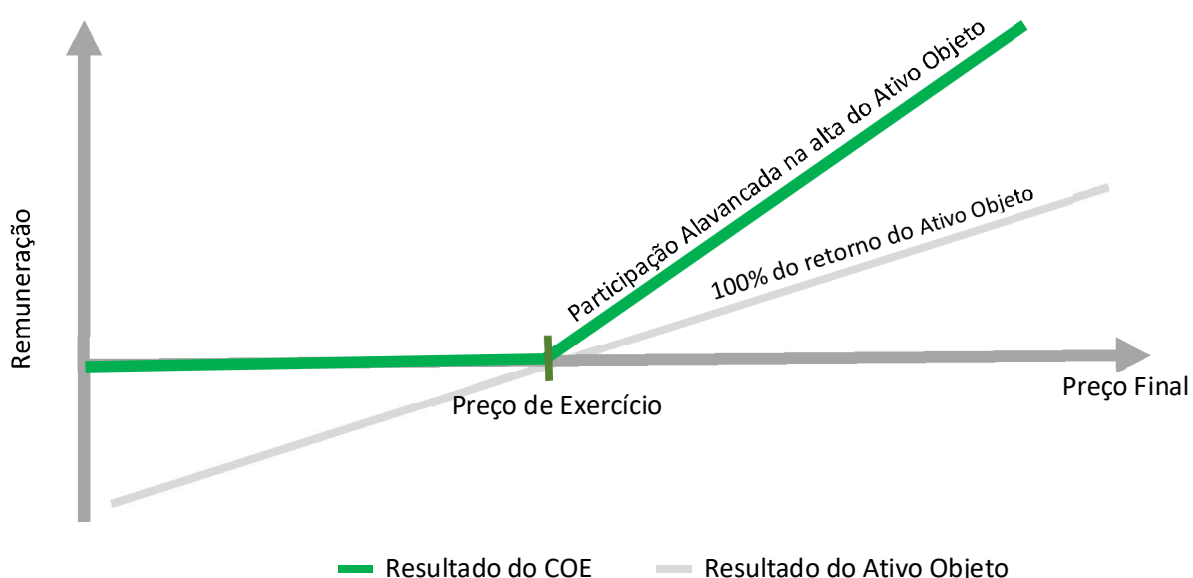 Remuneração
Participação Alavancada na alta do Ativo Objeto
100% do retorno do Ativo Objeto
Preço de Exercício
Preço Final
Resultado do COE
Resultado do Ativo Objeto